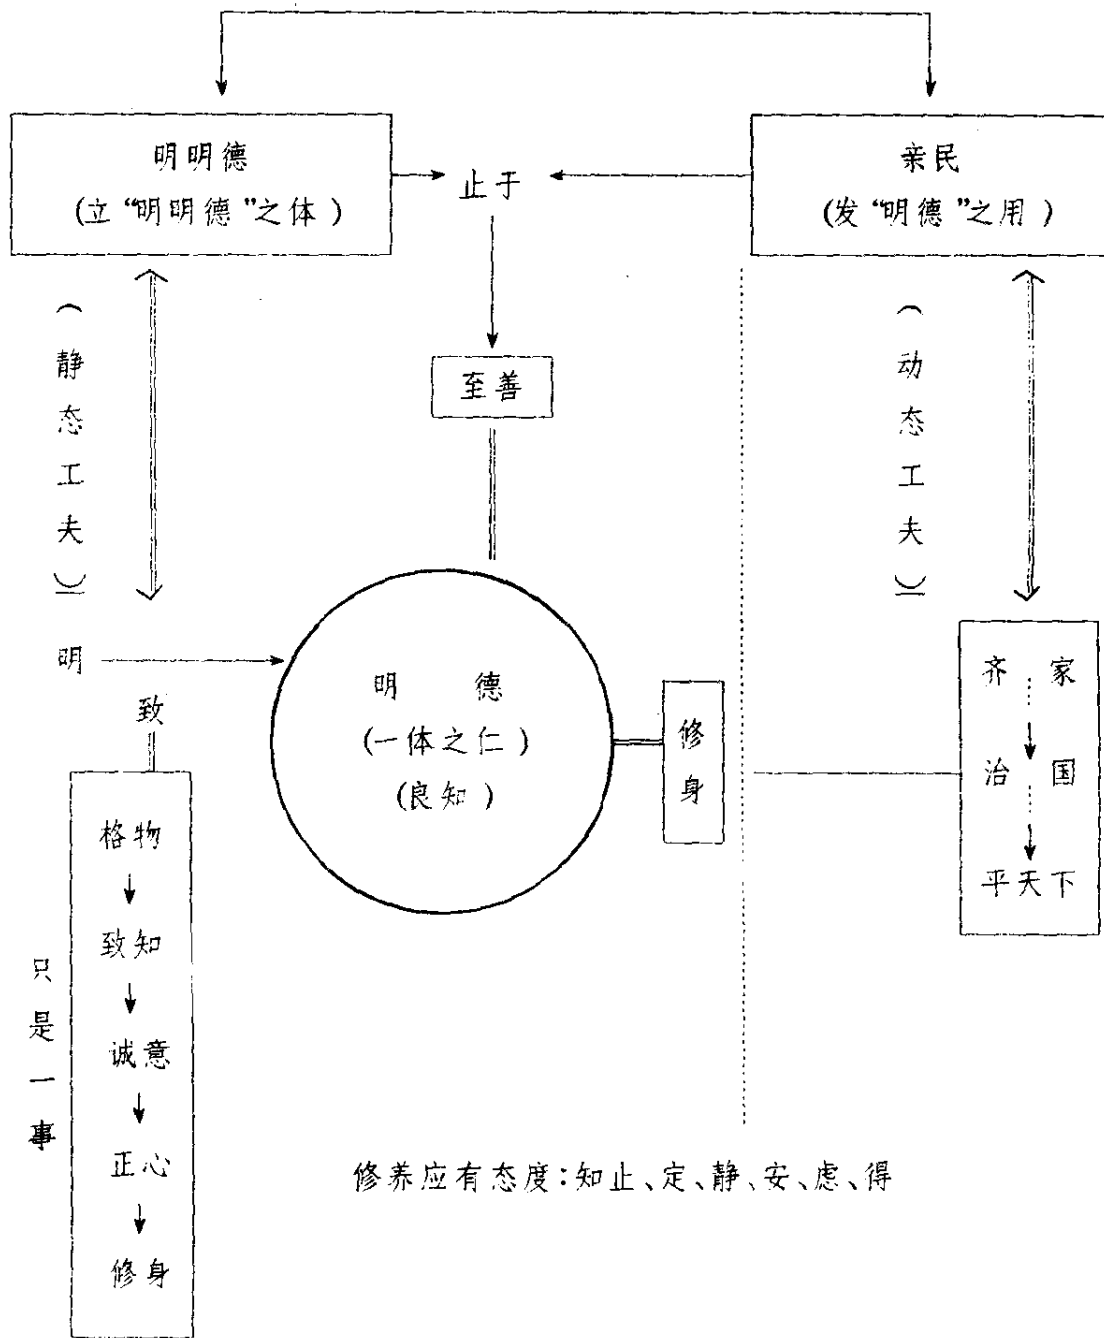 明明德
(立“明明德”之体)
止于
亲民
(发“明德”之用)
(静态工夫)
至善
(动态工夫)
明
致
明 德
(一体之仁)
(良知)
修身
齐 家
治 国
平天下
只是一事
格物
致知
诚意
正心
修身
修养应有态度:知止、定、静、安、虑、得